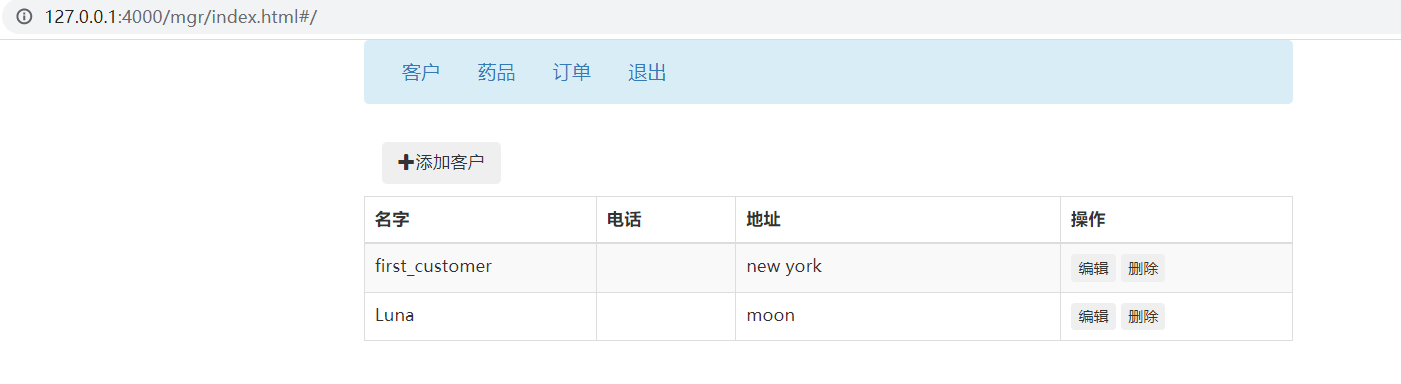 127.0.0.1:4000/mgr/index.html#/
客户 药品 订单 退出
添加客户
名字 电话 地址 操作
first_customer new york 编辑 删除
Luna moon 编辑 删除